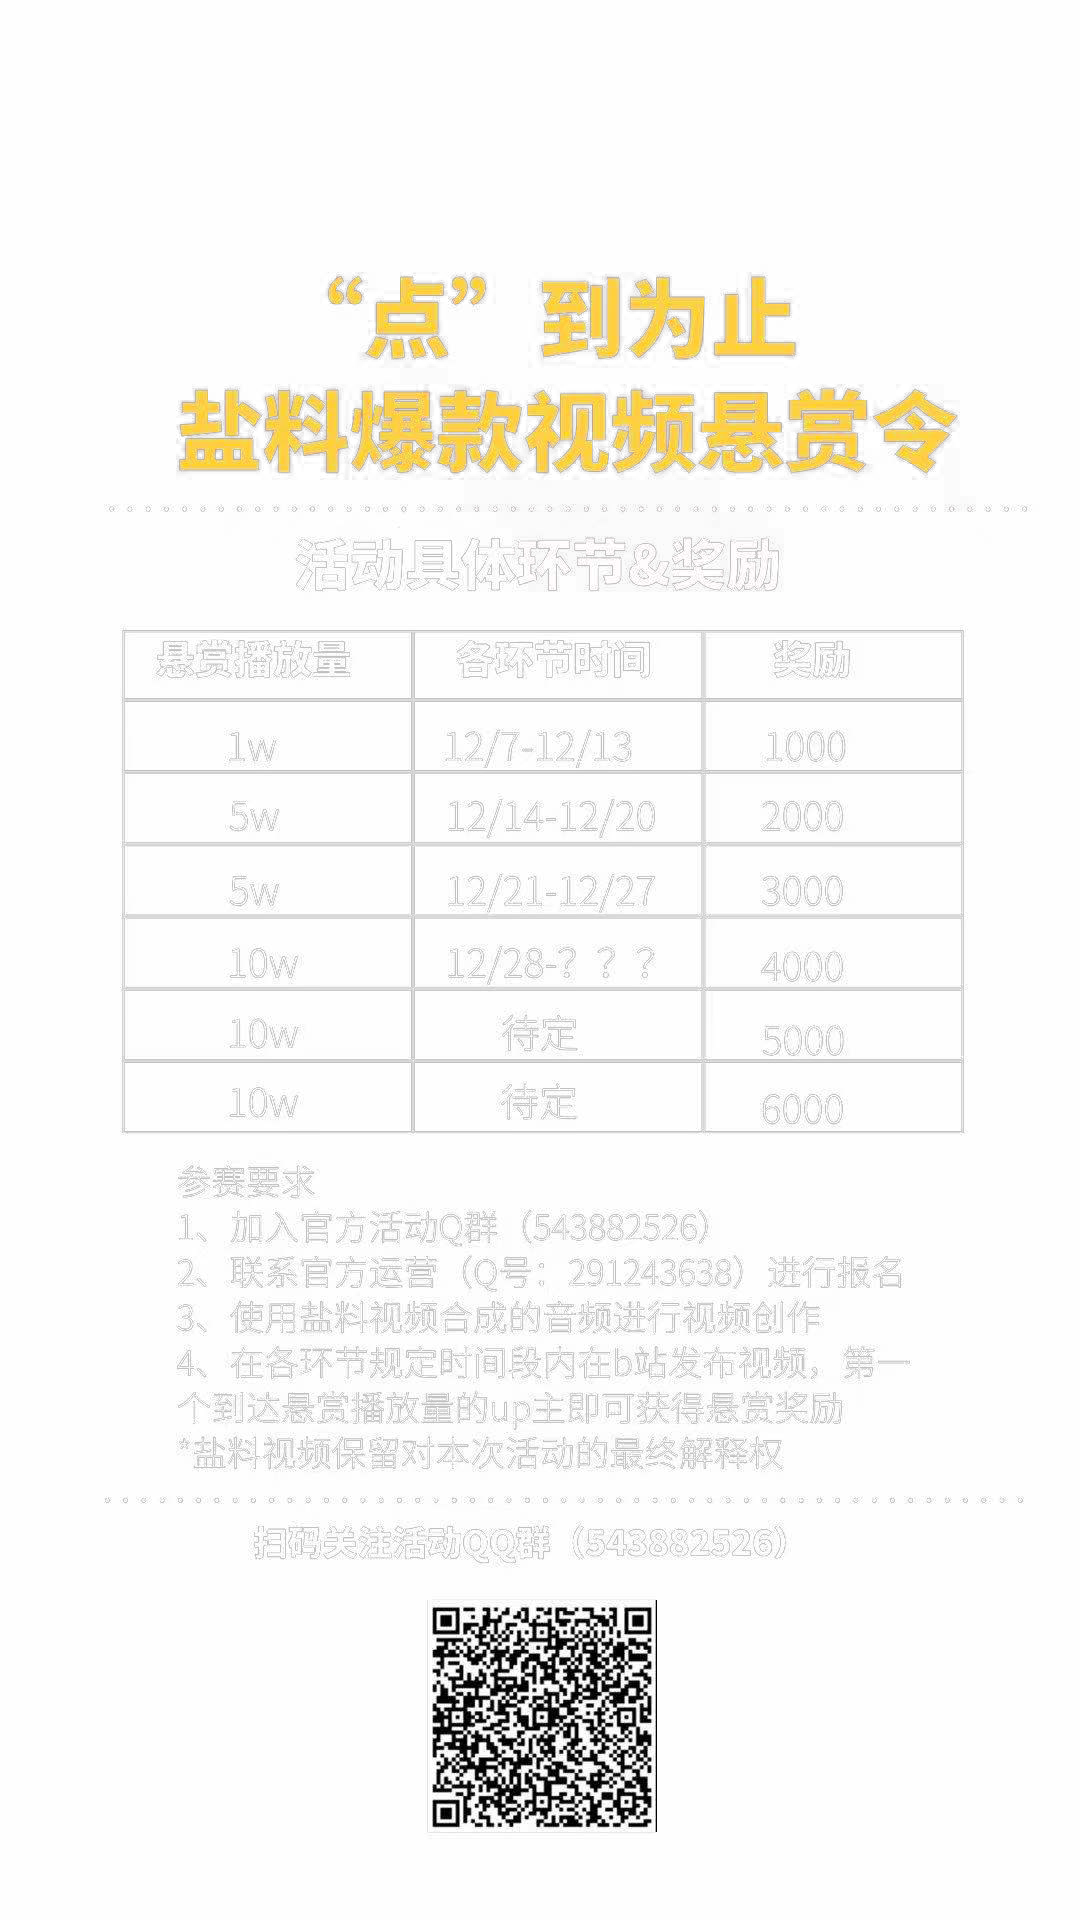 “点”到为止
盐料爆款视频悬赏令
活动具体环节&奖励
悬赏播放量 各环节时间 奖励
1w 12/7-12/13 1000
5w 12/14-12/20 2000
5w 12/21-12/27 3000
10w 12/28-？？？ 4000
10w 待定 5000
10w 待定 6000
参赛要求
1、加入官方活动Q群（543882526）
2、联系官方运营（Q号：291243638）进行报名
3、使用盐料视频合成的音频进行视频创作
4、在各环节规定时间段内在b站发布视频，第一
个到达悬赏播放量的up主即可获得悬赏奖励
*盐料视频保留对本次活动的最终解释权
扫码关注活动QQ群（543882526）